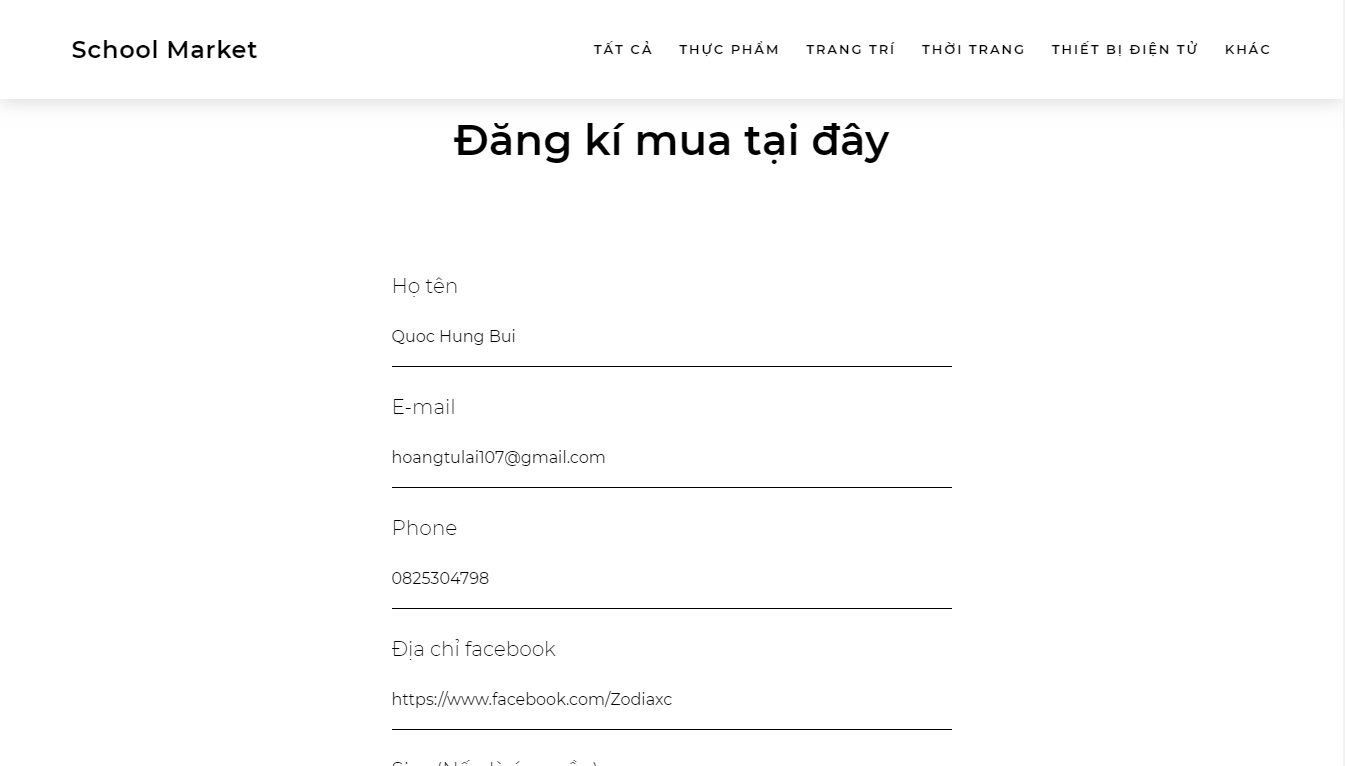 School Market
TẤT CẢ THỰC PHẨM TRANG TRÍ THỜI TRANG THIẾT BỊ ĐIỆN TỬ KHÁC
Đăng kí mua tại đây
Họ tên
Quoc Hung Bui
E-mail
hoangtulai107@gmail.com
Phone
0825304798
Địa chỉ facebook
https://www.facebook.com/Zodiaxc